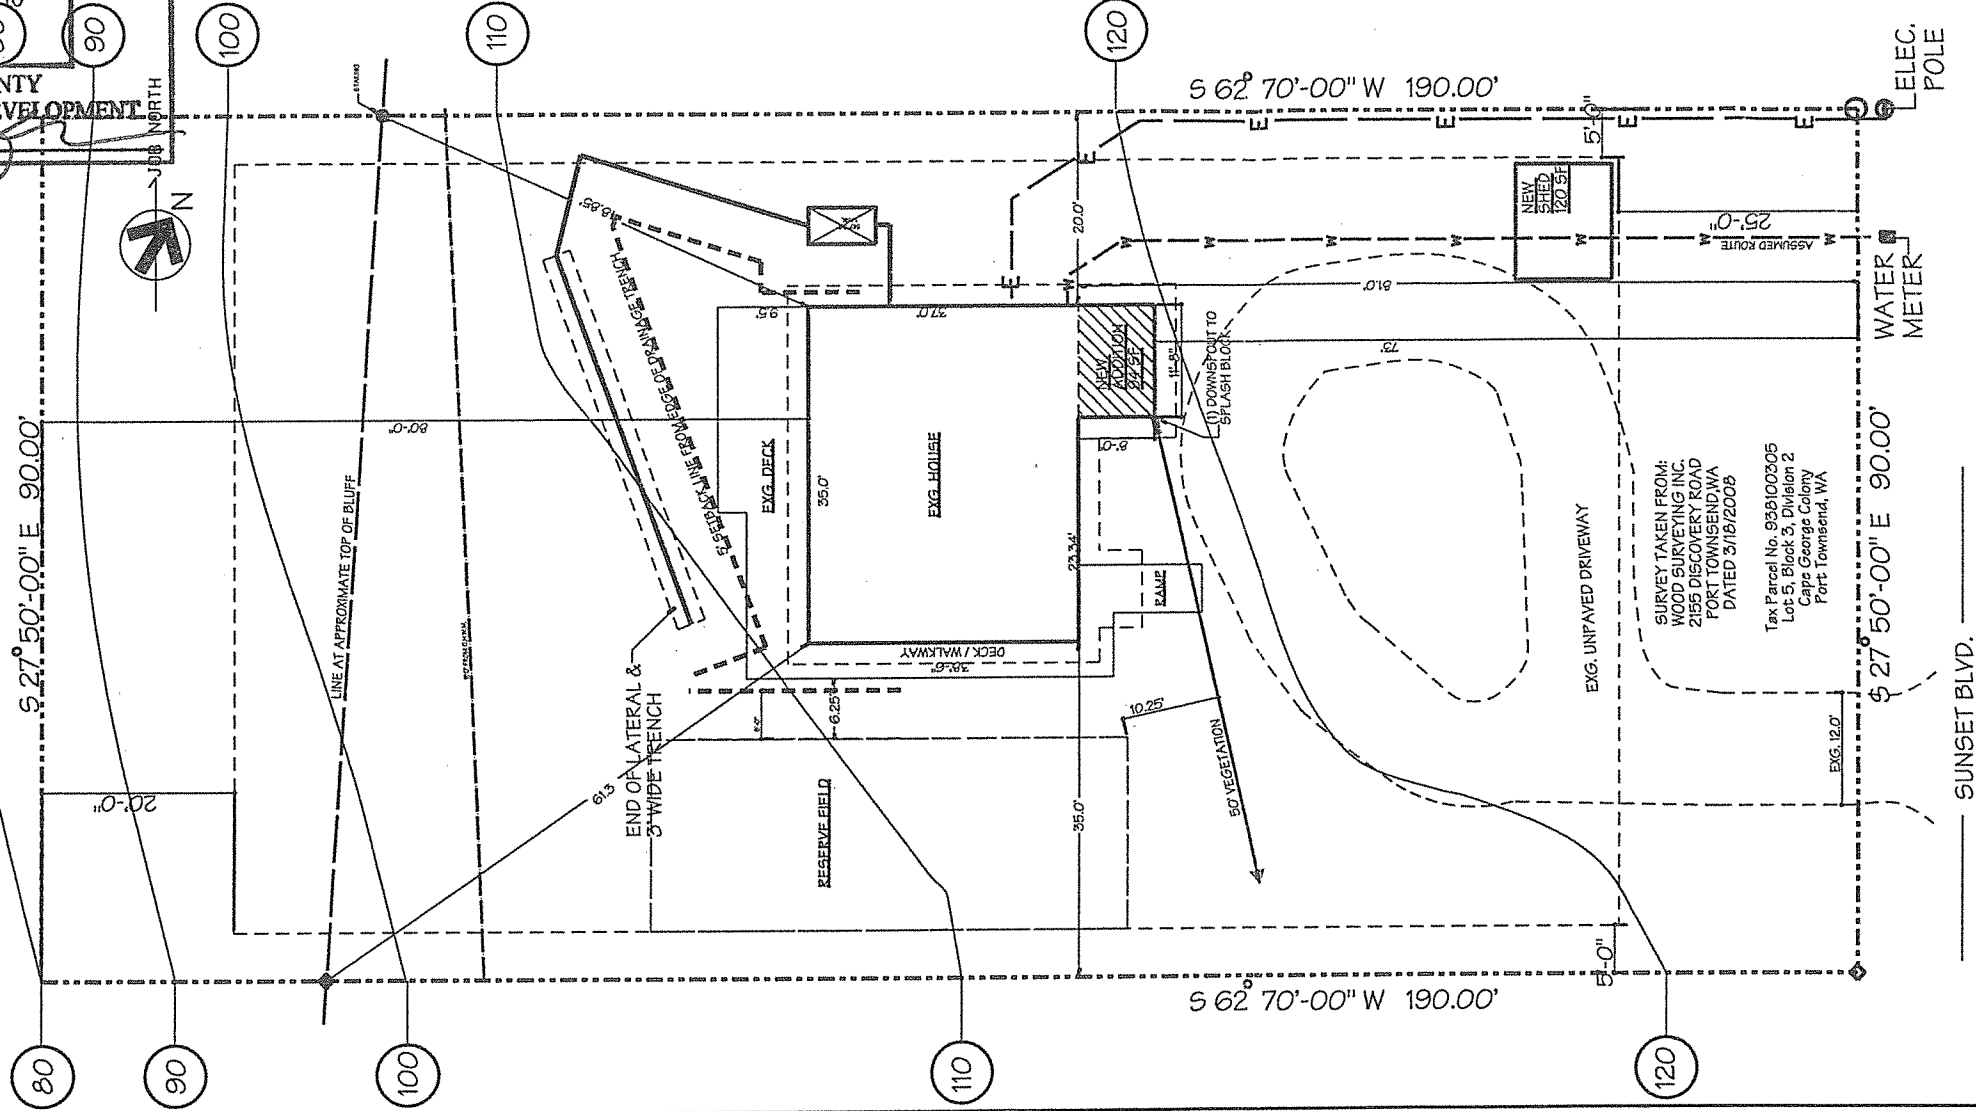 90
100
110
120
NTY
VELOPMENT
JOB NORTH
N
S 62° 70'-00" W 190.00'
ELEC.
POLE
S 27° 50'-00" E 90.00'
LINE AT APPROXIMATE TOP OF BLUFF
80'-0"
20'-0"
18.85'
5' SETBACK LINE FROM EDGE OF DRAINAGE TRENCH
END OF LATERAL &
3' WIDE TRENCH
61.3
EXG. DECK
9.5'
37.0'
35.0'
EXG. HOUSE
DECK / WALKWAY
38'-6"
6.25'
RESERVE FIELD
20.0'
E
E
E
E
E
E
M
M
M
M
M
M
M
M
NEW
ADDITION
94 SF
11'-8"
8'-0"
(1) DOWNSPOUT TO
SPLASH BLOCK
23.34'
RAMP
10.25'
50' VEGETATION
35.0'
81.0'
73'
NEW
SHED
120 SF
5'-0"
25'-0"
ASSUMED ROUTE
WATER
METER
EXG. UNPAVED DRIVEWAY
SURVEY TAKEN FROM:
WOOD SURVEYING INC.
2155 DISCOVERY ROAD
PORT TOWNSEND,WA
DATED 3/18/2008
Tax Parcel No. 938100305
Lot 5, Block 3, Division 2
Cape George Colony
Port Townsend, WA
EXG. 12.0'
S 27° 50'-00" E 90.00'
SUNSET BLVD.
5'-0"
S 62° 70'-00" W 190.00'
80
90
100
110
120